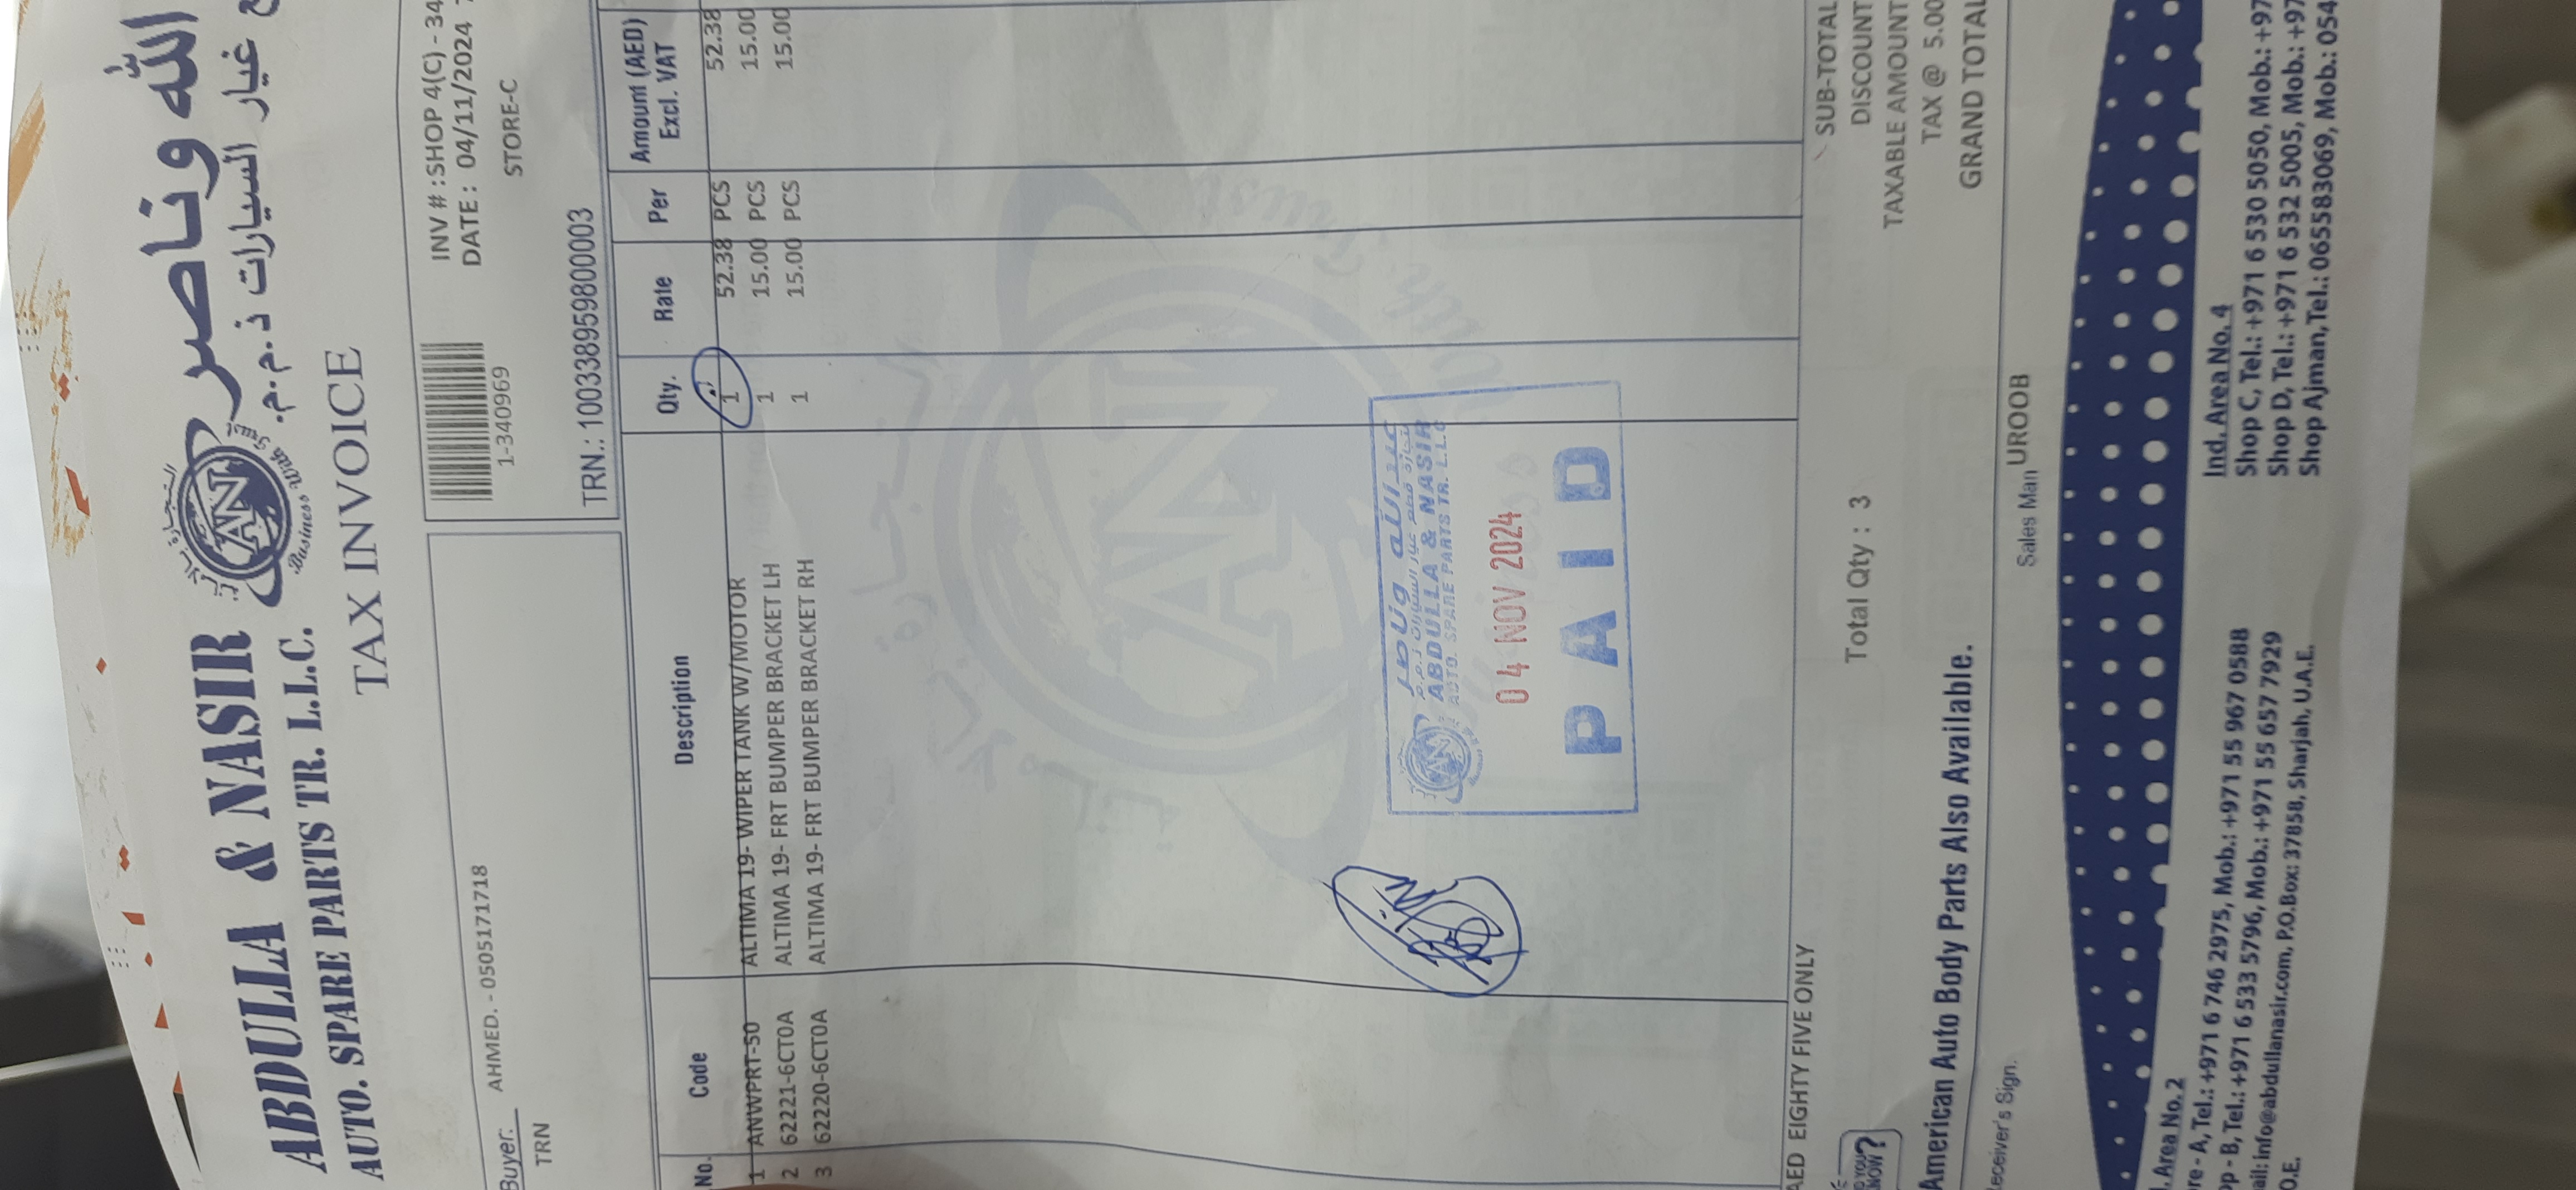 الله وناصر
غيار السيارات ذ.م.م.
ABDULLA & NASIR
AUTO. SPARE PARTS TR. L.L.C.
AN
Business With
TAX INVOICE
Buyer: AHMED. - 0505171718
TRN
1-340969
INV # : SHOP 4(C) - 34
DATE : 04/11/2024
STORE-C
TRN.: 100338959800003
No. Code Description Qty. Rate Per Amount (AED) Excl. VAT
1 ANWPRT-50 ALTIMA 19- WIPER TANK W/MOTOR 1 52.38 PCS 52.38
2 62221-6CT0A ALTIMA 19- FRT BUMPER BRACKET LH 1 15.00 PCS 15.00
3 62220-6CT0A ALTIMA 19- FRT BUMPER BRACKET RH 1 15.00 PCS 15.00
عبدالله وناصر
ABDULLA & NASIR
AUTO. SPARE PARTS TR. L.L.C
04 NOV 2024
PAID
AED EIGHTY FIVE ONLY
SUB-TOTAL
Total Qty : 3
DISCOUNT
TAXABLE AMOUNT
TAX @ 5.00
GRAND TOTAL
American Auto Body Parts Also Available.
Receiver's Sign.
Sales Man UROOB
. Area No. 2
re - A, Tel.: +971 6 746 2975, Mob.: +971 55 967 0588
op - B, Tel.: +971 6 533 5796, Mob.: +971 55 657 7929
ail: info@abdullanasir.com, P.O.Box: 37858, Sharjah, U.A.E.
Ind. Area No. 4
Shop C, Tel.: +971 6 530 5050, Mob.: +97
Shop D, Tel.: +971 6 532 5005, Mob.: +97
Shop Ajman, Tel.: 065583069, Mob.: 054